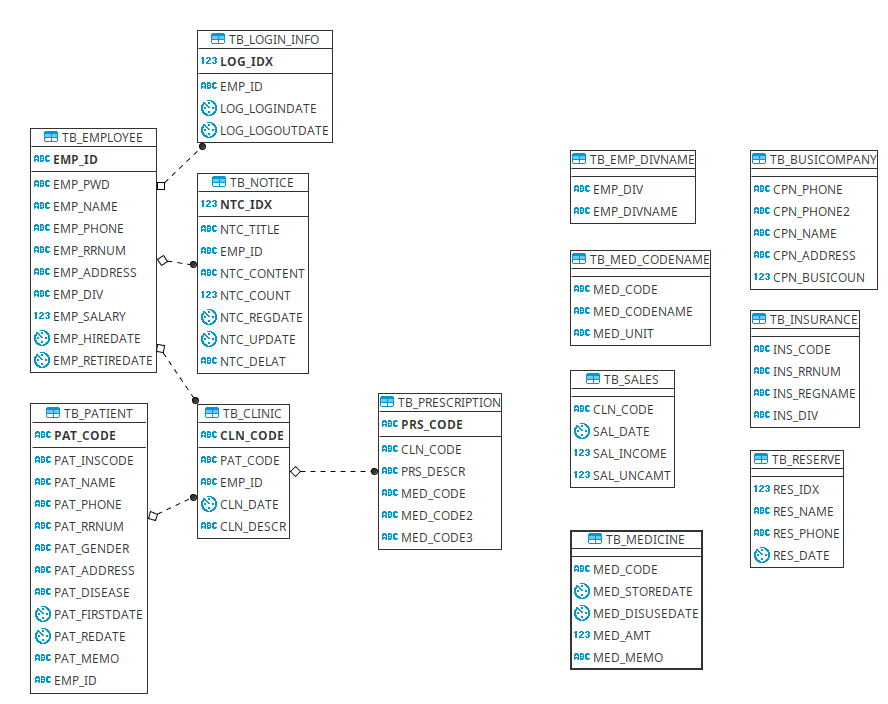 TB_LOGIN_INFO
123 LOG_IDX
ABC EMP_ID
LOG_LOGINDATE
LOG_LOGOUTDATE
TB_EMPLOYEE
ABC EMP_ID
ABC EMP_PWD
ABC EMP_NAME
ABC EMP_PHONE
ABC EMP_RRNUM
ABC EMP_ADDRESS
ABC EMP_DIV
123 EMP_SALARY
EMP_HIREDATE
EMP_RETIREDATE
TB_NOTICE
123 NTC_IDX
ABC NTC_TITLE
ABC EMP_ID
ABC NTC_CONTENT
123 NTC_COUNT
NTC_REGDATE
NTC_UPDATE
ABC NTC_DELAT
TB_PATIENT
ABC PAT_CODE
ABC PAT_INSCODE
ABC PAT_NAME
ABC PAT_PHONE
ABC PAT_RRNUM
ABC PAT_GENDER
ABC PAT_ADDRESS
ABC PAT_DISEASE
PAT_FIRSTDATE
PAT_REDATE
ABC PAT_MEMO
ABC EMP_ID
TB_CLINIC
ABC CLN_CODE
ABC PAT_CODE
ABC EMP_ID
CLN_DATE
ABC CLN_DESCR
TB_PRESCRIPTION
ABC PRS_CODE
ABC CLN_CODE
ABC PRS_DESCR
ABC MED_CODE
ABC MED_CODE2
ABC MED_CODE3
TB_EMP_DIVNAME
ABC EMP_DIV
ABC EMP_DIVNAME
TB_MED_CODENAME
ABC MED_CODE
ABC MED_CODENAME
ABC MED_UNIT
TB_SALES
ABC CLN_CODE
SAL_DATE
123 SAL_INCOME
123 SAL_UNCAMT
TB_MEDICINE
ABC MED_CODE
MED_STOREDATE
MED_DISUSEDATE
123 MED_AMT
ABC MED_MEMO
TB_BUSICOMPANY
ABC CPN_PHONE
ABC CPN_PHONE2
ABC CPN_NAME
ABC CPN_ADDRESS
123 CPN_BUSICOUN
TB_INSURANCE
ABC INS_CODE
ABC INS_RRNUM
ABC INS_REGNAME
ABC INS_DIV
TB_RESERVE
123 RES_IDX
ABC RES_NAME
ABC RES_PHONE
RES_DATE